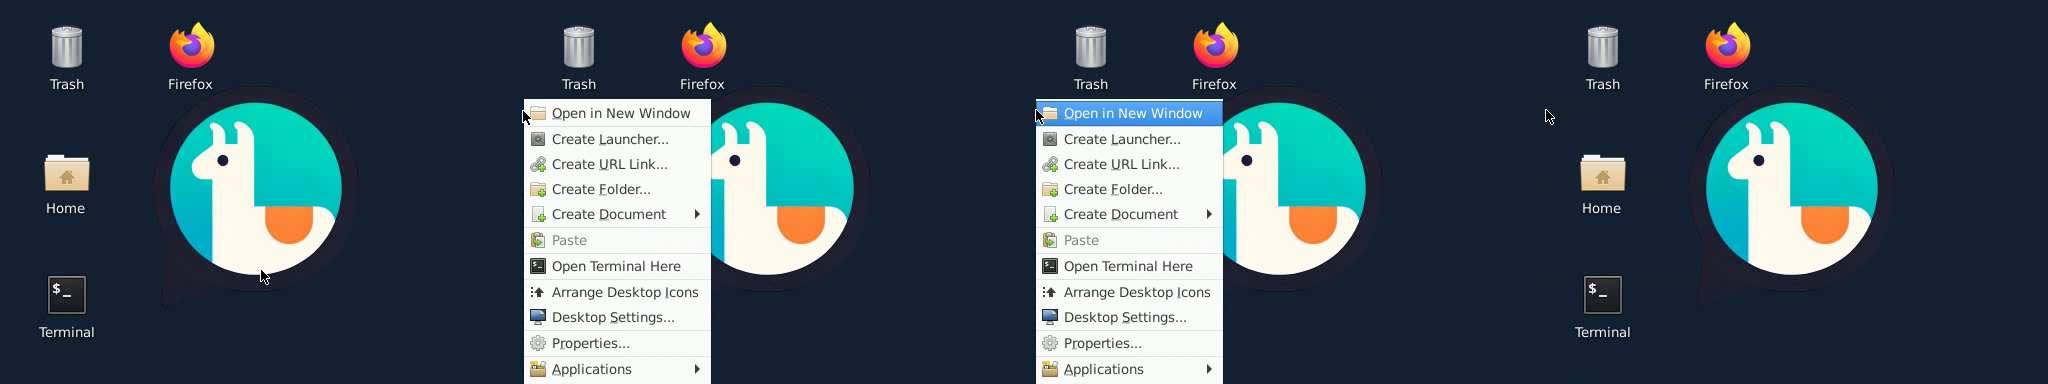 Trash
Firefox
Home
$_
Terminal
Trash
Firefox
Open in New Window
Create Launcher...
Create URL Link...
Create Folder...
Create Document
Paste
Open Terminal Here
Arrange Desktop Icons
Desktop Settings...
Properties...
Applications
Trash
Firefox
Open in New Window
Create Launcher...
Create URL Link...
Create Folder...
Create Document
Paste
Open Terminal Here
Arrange Desktop Icons
Desktop Settings...
Properties...
Applications
Trash
Firefox
Home
$_
Terminal